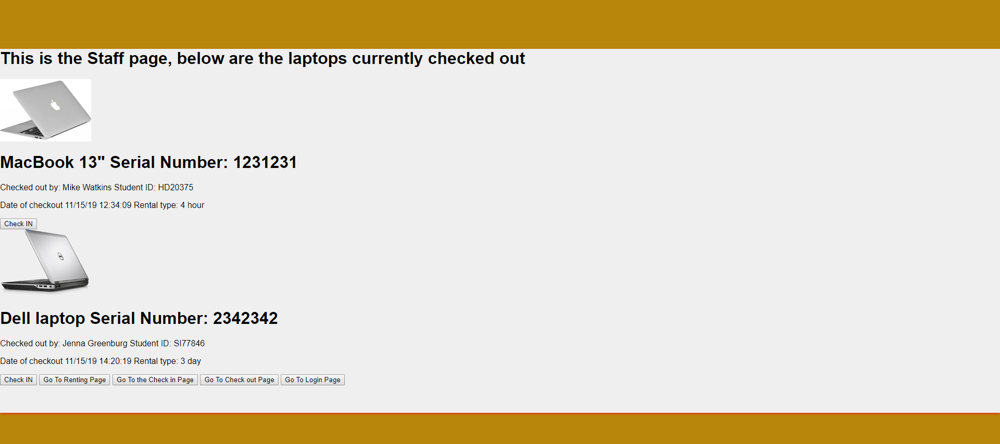 This is the Staff page, below are the laptops currently checked out
MacBook 13" Serial Number: 1231231
Checked out by: Mike Watkins Student ID: HD20375
Date of checkout 11/15/19 12:34:09 Rental type: 4 hour
Check IN
Dell laptop Serial Number: 2342342
Checked out by: Jenna Greenburg Student ID: SI77846
Date of checkout 11/15/19 14:20:19 Rental type: 3 day
Check IN Go To Renting Page Go To the Check in Page Go To Check out Page Go To Login Page